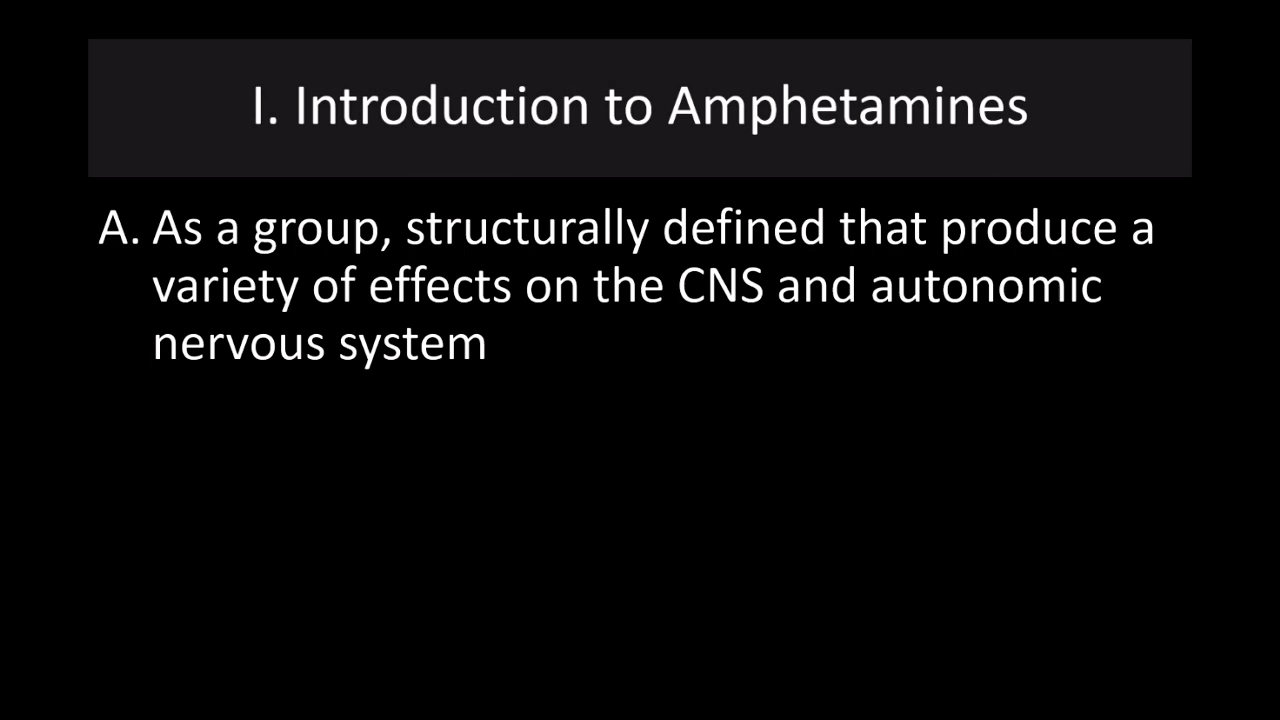 I. Introduction to Amphetamines
A. As a group, structurally defined that produce a
variety of effects on the CNS and autonomic
nervous system